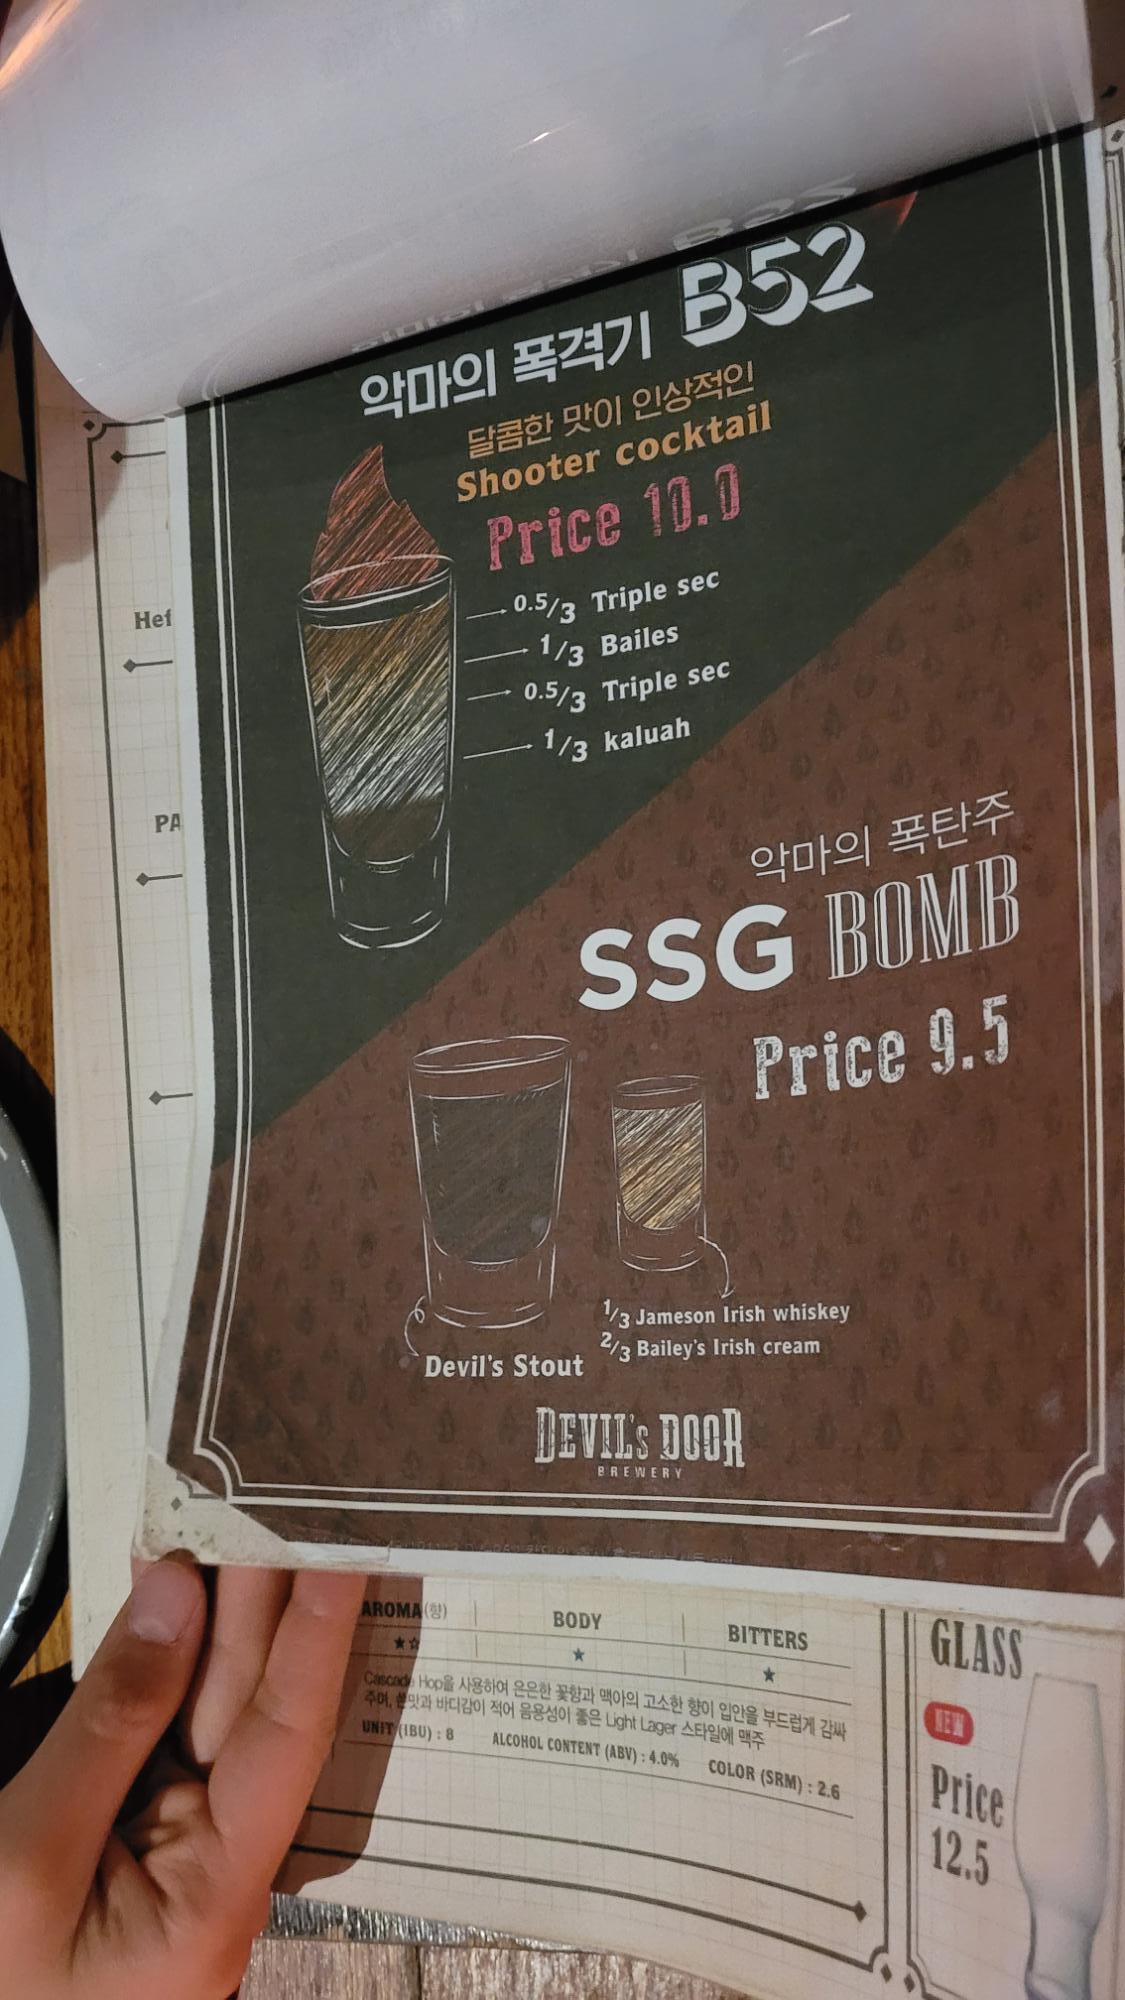 악마의 폭격기 B52
달콤한 맛이 인상적인
Shooter cocktail
Price 10.0
0.5/3 Triple sec
1/3 Bailes
0.5/3 Triple sec
1/3 kaluah
악마의 폭탄주
SSG BOMB
Price 9.5
1/3 Jameson Irish whiskey
2/3 Bailey's Irish cream
Devil's Stout
DEVIL's DOOR
BREWERY
Hef
PA
AROMA(향) BODY BITTERS
★☆ ★ ★
Cascade Hop을 사용하여 은은한 꽃향과 맥아의 고소한 향이 입안을 부드럽게 감싸
주며, 쓴맛과 바디감이 적어 음용성이 좋은 Light Lager 스타일에 맥주
UNIT (IBU) : 8 ALCOHOL CONTENT (ABV) : 4.0% COLOR (SRM) : 2.6
GLASS
NEW
Price
12.5